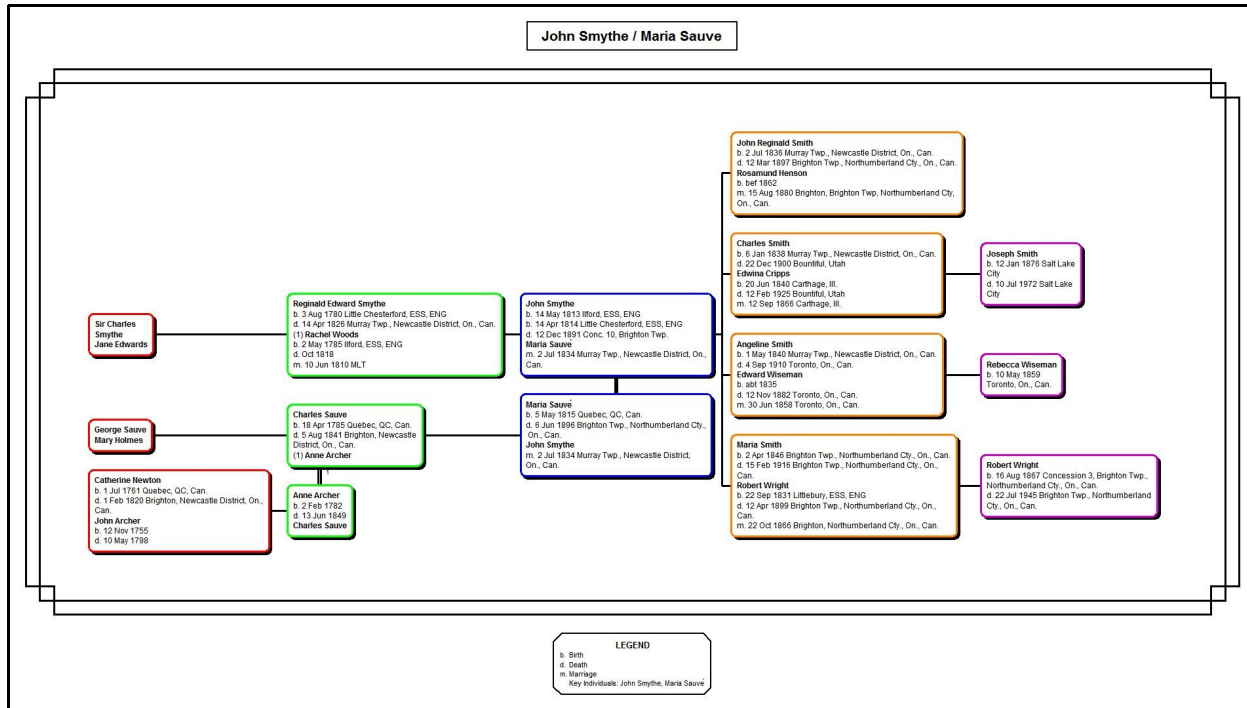 John Smythe / Maria Sauve
John Reginald Smith
b. 2 Jul 1836 Murray Twp., Newcastle District, On., Can.
d. 12 Mar 1897 Brighton Twp., Northumberland Cty., On., Can.
Rosamund Henson
b. bef 1862
m. 15 Aug 1880 Brighton, Brighton Twp, Northumberland Cty,
On., Can.
Charles Smith
b. 6 Jan 1838 Murray Twp., Newcastle District, On., Can.
d. 22 Dec 1900 Bountiful, Utah
Edwina Cripps
b. 20 Jun 1840 Carthage, Ill.
d. 12 Feb 1925 Bountiful, Utah
m. 12 Sep 1866 Carthage, Ill.
Joseph Smith
b. 12 Jan 1876 Salt Lake
City
d. 10 Jul 1972 Salt Lake
City
Sir Charles
Smythe
Jane Edwards
Reginald Edward Smythe
b. 3 Aug 1780 Little Chesterford, ESS, ENG
d. 14 Apr 1826 Murray Twp., Newcastle District, On., Can.
(1) Rachel Woods
b. 2 May 1785 Ilford, ESS, ENG
d. Oct 1818
m. 10 Jun 1810 MLT
John Smythe
b. 14 May 1813 Ilford, ESS, ENG
b. 14 Apr 1814 Little Chesterford, ESS, ENG
d. 12 Dec 1891 Conc. 10, Brighton Twp.
Maria Sauvé
m. 2 Jul 1834 Murray Twp., Newcastle District, On.,
Can.
Angeline Smith
b. 1 May 1840 Murray Twp., Newcastle District, On., Can.
d. 4 Sep 1910 Toronto, On., Can.
Edward Wiseman
b. abt 1835
d. 12 Nov 1882 Toronto, On., Can.
m. 30 Jun 1858 Toronto, On., Can.
Rebecca Wiseman
b. 10 May 1859
Toronto, On., Can.
George Sauve
Mary Holmes
Charles Sauve
b. 18 Apr 1785 Quebec, QC, Can.
d. 5 Aug 1841 Brighton, Newcastle
District, On., Can.
(1) Anne Archer
Maria Sauvé
b. 5 May 1815 Quebec, QC, Can.
d. 6 Jun 1896 Brighton Twp., Northumberland Cty.,
On., Can.
John Smythe
m. 2 Jul 1834 Murray Twp., Newcastle District,
On., Can.
Maria Smith
b. 2 Apr 1846 Brighton Twp., Northumberland Cty., On., Can.
d. 15 Feb 1916 Brighton Twp., Northumberland Cty., On.,
Can.
Robert Wright
b. 22 Sep 1831 Littlebury, ESS, ENG
d. 12 Apr 1899 Brighton Twp., Northumberland Cty., On.,
Can.
m. 22 Oct 1866 Brighton, Northumberland Cty., On., Can.
Robert Wright
b. 16 Aug 1867 Concession 3, Brighton Twp.,
Northumberland Cty., On., Can.
d. 22 Jul 1945 Brighton Twp., Northumberland
Cty., On., Can.
Catherine Newton
b. 1 Jul 1761 Quebec, QC, Can.
d. 1 Feb 1820 Brighton, Newcastle District, On.,
Can.
John Archer
b. 12 Nov 1755
d. 10 May 1798
1
Anne Archer
b. 2 Feb 1782
d. 13 Jun 1849
Charles Sauve
LEGEND
b. Birth
d. Death
m. Marriage
Key Individuals: John Smythe, Maria Sauvé